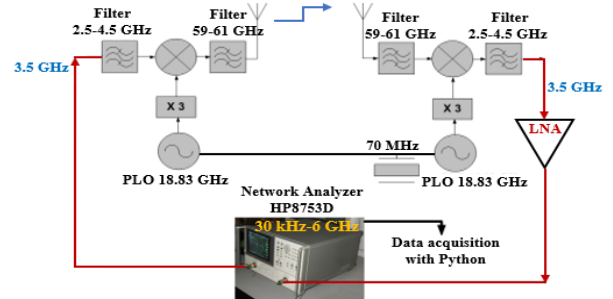 Filter
2.5-4.5 GHz
Filter
59-61 GHz
Filter
59-61 GHz
Filter
2.5-4.5 GHz
3.5 GHz
3.5 GHz
X 3
X 3
LNA
70 MHz
PLO 18.83 GHz
PLO 18.83 GHz
Network Analyzer
HP8753D
30 kHz-6 GHz
Data acquisition
with Python